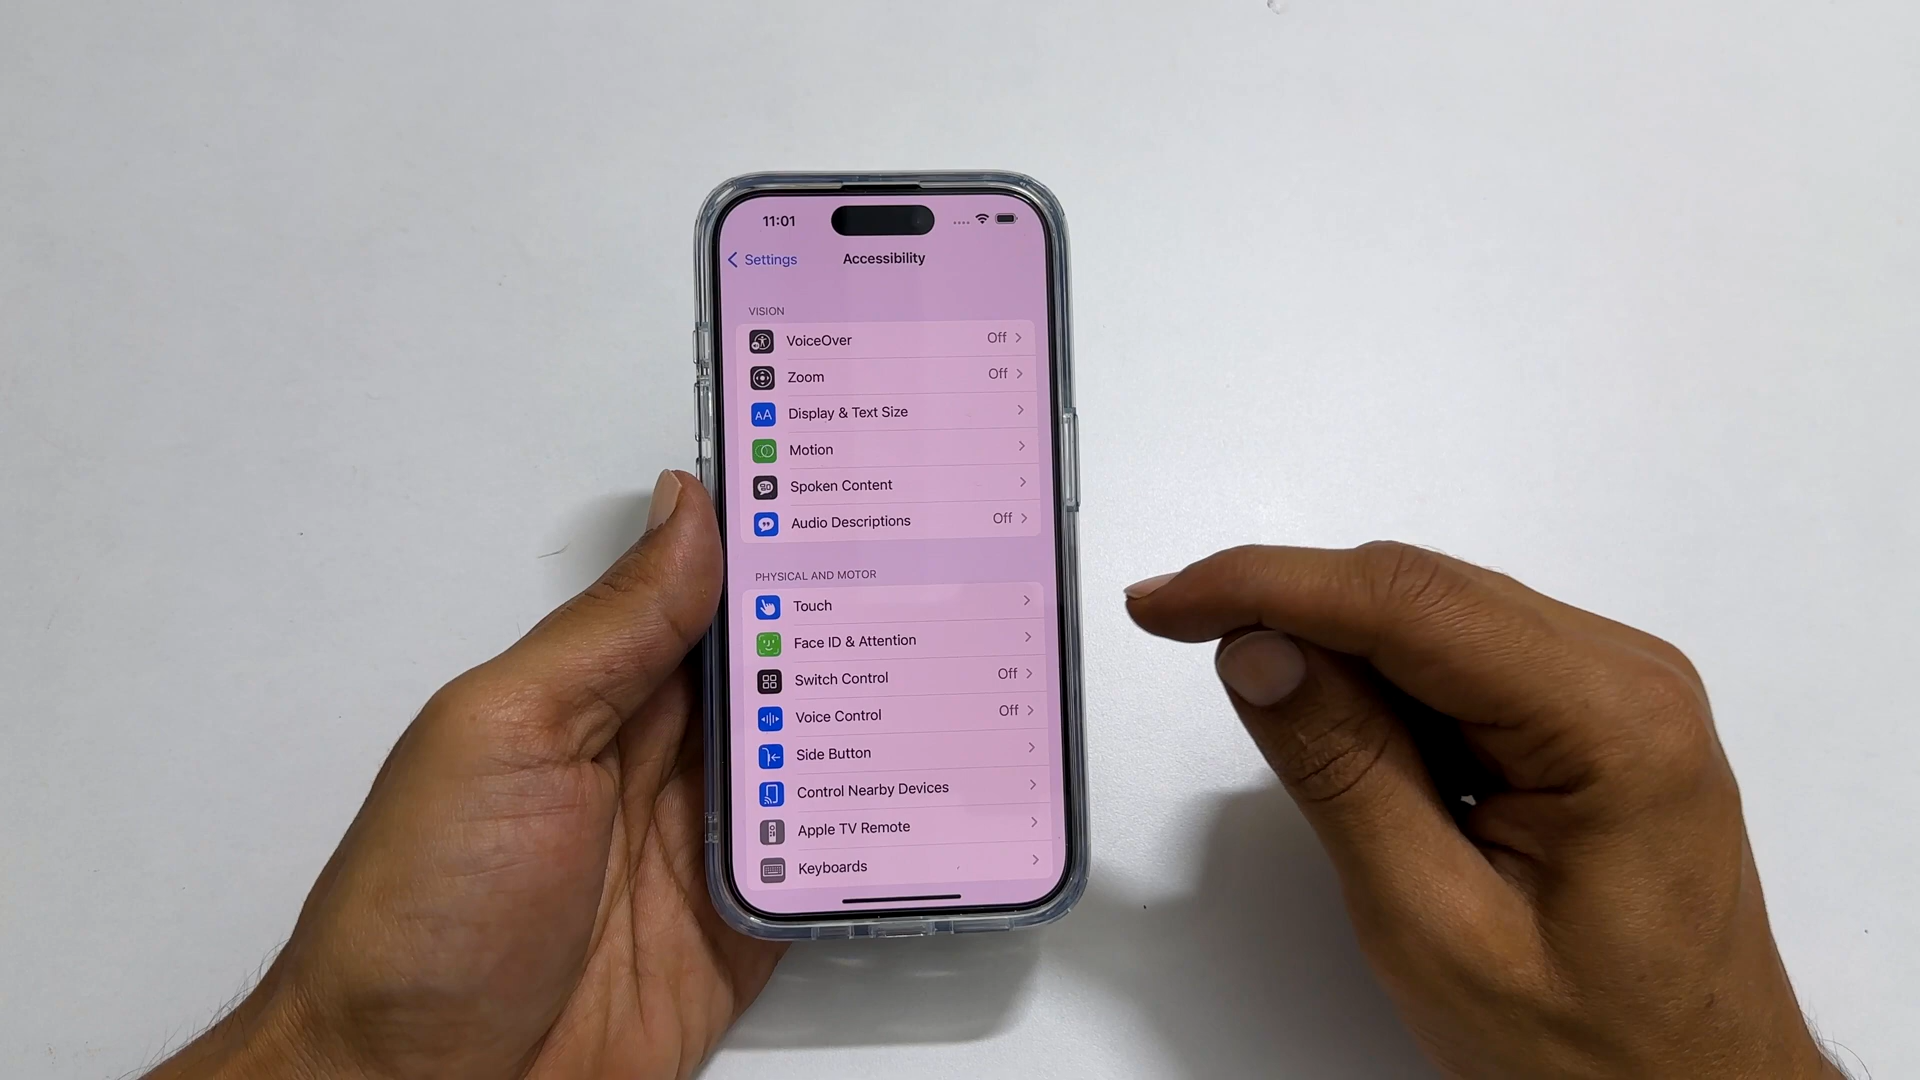 11:01
Settings
Accessibility
VISION
VoiceOver Off
Zoom Off
AA Display & Text Size
Motion
Spoken Content
Audio Descriptions Off
PHYSICAL AND MOTOR
Touch
Face ID & Attention
Switch Control Off
Voice Control Off
Side Button
Control Nearby Devices
Apple TV Remote
Keyboards